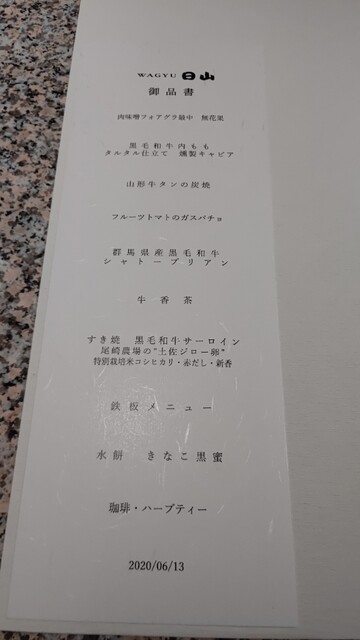 WAGYU 日山
御品書
肉味噌フォアグラ最中 無花果
黒毛和牛内もも
タルタル仕立て 燻製キャビア
山形牛タンの炭焼
フルーツトマトのガスパチョ
群馬県産黒毛和牛
シャトーブリアン
牛香茶
すき焼 黒毛和牛サーロイン
尾崎農場の"土佐ジロー卵"
特別栽培米コシヒカリ・赤だし・新香
鉄板メニュー
氷餅 きなこ黒蜜
珈琲・ハーブティー
2020/06/13